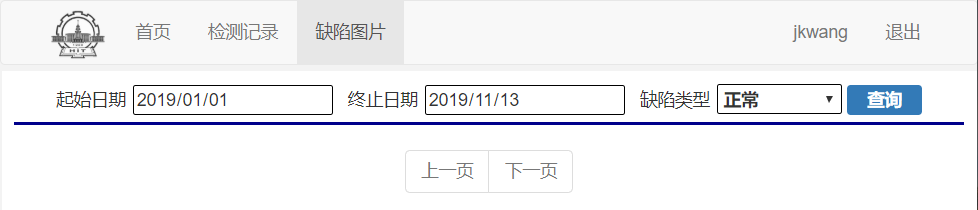 HIT 首页 检测记录 缺陷图片 jkwang 退出
起始日期 2019/01/01 终止日期 2019/11/13 缺陷类型 正常 查询
上一页 下一页